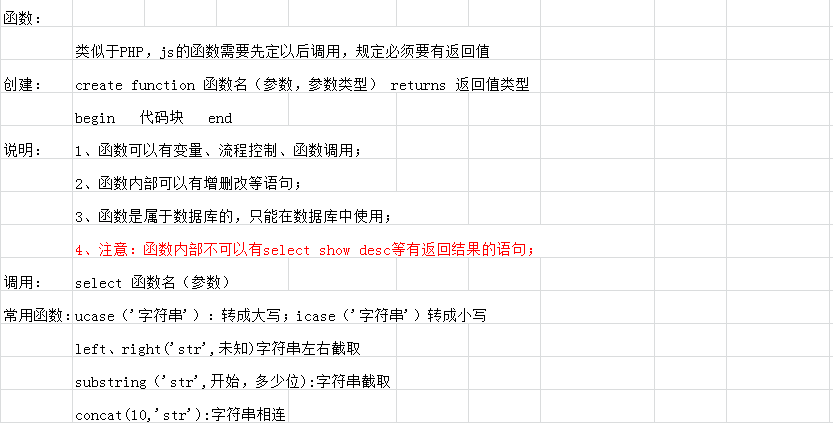 函数：
类似于PHP，js的函数需要先定以后调用，规定必须要有返回值
创建： create function 函数名（参数，参数类型） returns 返回值类型
begin 代码块 end
说明： 1、函数可以有变量、流程控制、函数调用；
2、函数内部可以有增删改等语句；
3、函数是属于数据库的，只能在数据库中使用；
4、注意：函数内部不可以有select show desc等有返回结果的语句；
调用： select 函数名（参数）
常用函数：ucase（'字符串'）：转成大写；icase（'字符串'）转成小写
left、right('str',未知)字符串左右截取
substring（'str',开始，多少位):字符串截取
concat(10,'str'):字符串相连